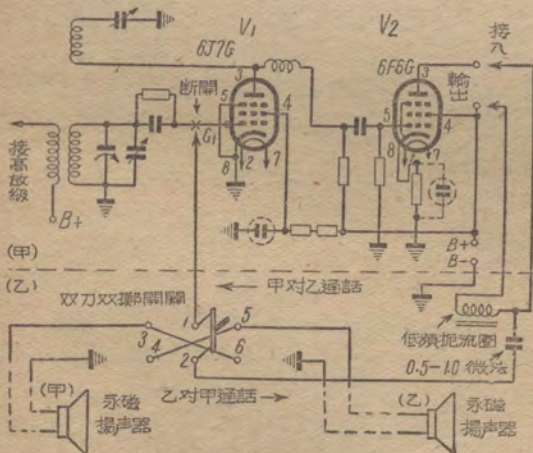 V1 V2
6J7G 6F6G
接入
断開
輸出
3 3
5 4 5 4
G1
8 2 7 8 7
接高放級
B+
B+
B-
(甲)
(乙)
甲对乙通話
双刀双擲開関
1 5
3
4
2 6
低頻扼流圈
0.5-1.0 微法
乙对甲通話
(甲) 永磁
揚声器
(乙) 永磁
揚声器